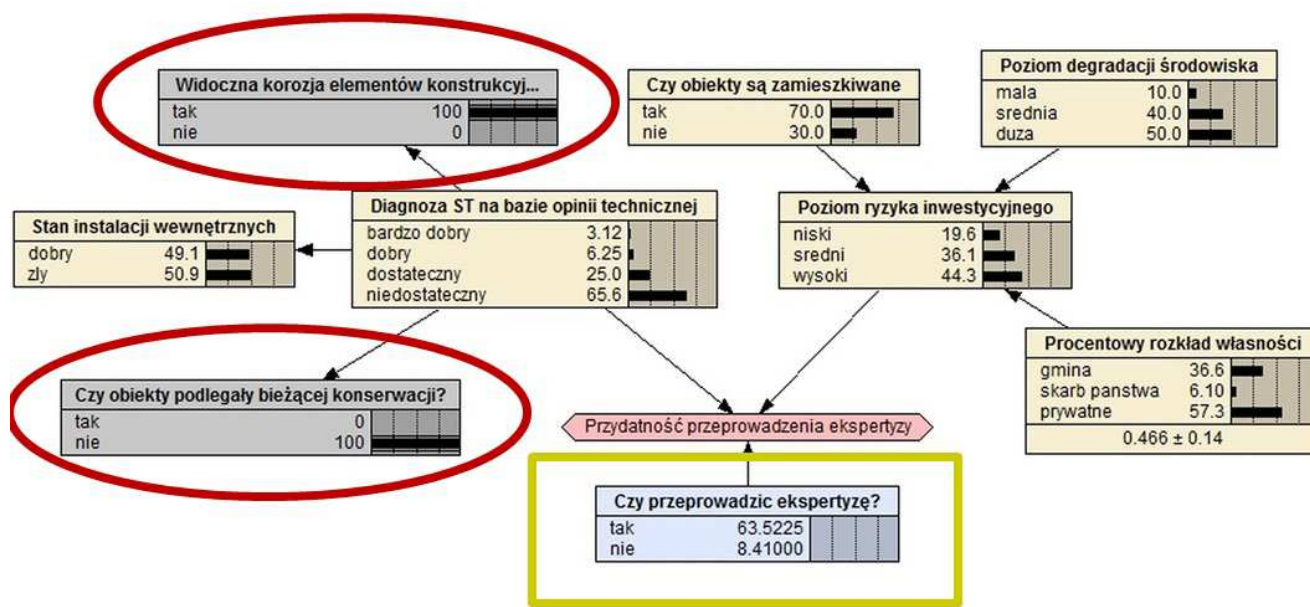 Widoczna korozja elementów konstrukcyj...
tak 100
nie 0
Czy obiekty są zamieszkiwane
tak 70.0
nie 30.0
Poziom degradacji środowiska
mala 10.0
srednia 40.0
duza 50.0
Stan instalacji wewnętrznych
dobry 49.1
zly 50.9
Diagnoza ST na bazie opinii technicznej
bardzo dobry 3.12
dobry 6.25
dostateczny 25.0
niedostateczny 65.6
Poziom ryzyka inwestycyjnego
niski 19.6
sredni 36.1
wysoki 44.3
Czy obiekty podlegały bieżącej konserwacji?
tak 0
nie 100
Procentowy rozkład własności
gmina 36.6
skarb panstwa 6.10
prywatne 57.3
0.466 ± 0.14
Przydatność przeprowadzenia ekspertyzy
Czy przeprowadzic ekspertyzę?
tak 63.5225
nie 8.41000